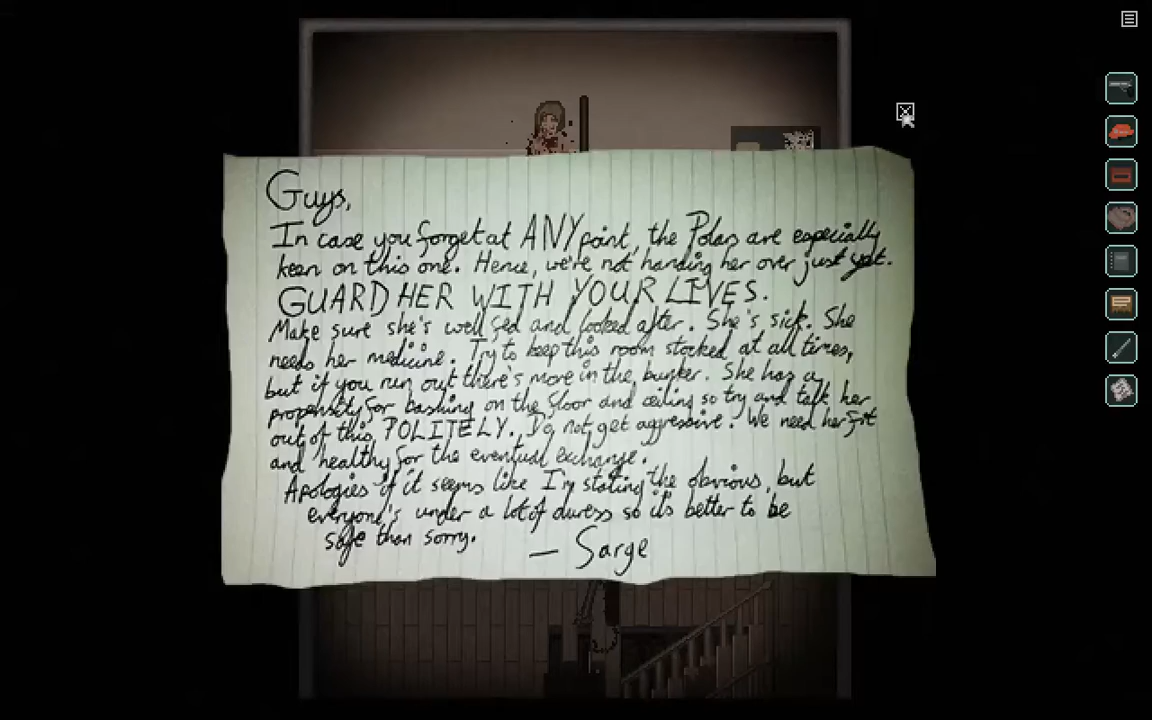 Guys,
In case you forget at ANY point, the Polars are especially
keen on this one. Hence, we're not handing her over just yet.
GUARD HER WITH YOUR LIVES.
Make sure she's well fed and looked after. She's sick. She
needs her medicine. Try to keep this room stocked at all times,
but if you run out there's more in the bunker. She has a
propensity for bashing on the floor and ceiling so try and talk her
out of this, POLITELY. Do not get aggressive. We need her fit
and healthy for the eventual exchange.
Apologies if it seems like I'm stating the obvious, but
everyone's under a lot of duress so it's better to be
safe than sorry.
— Sarge